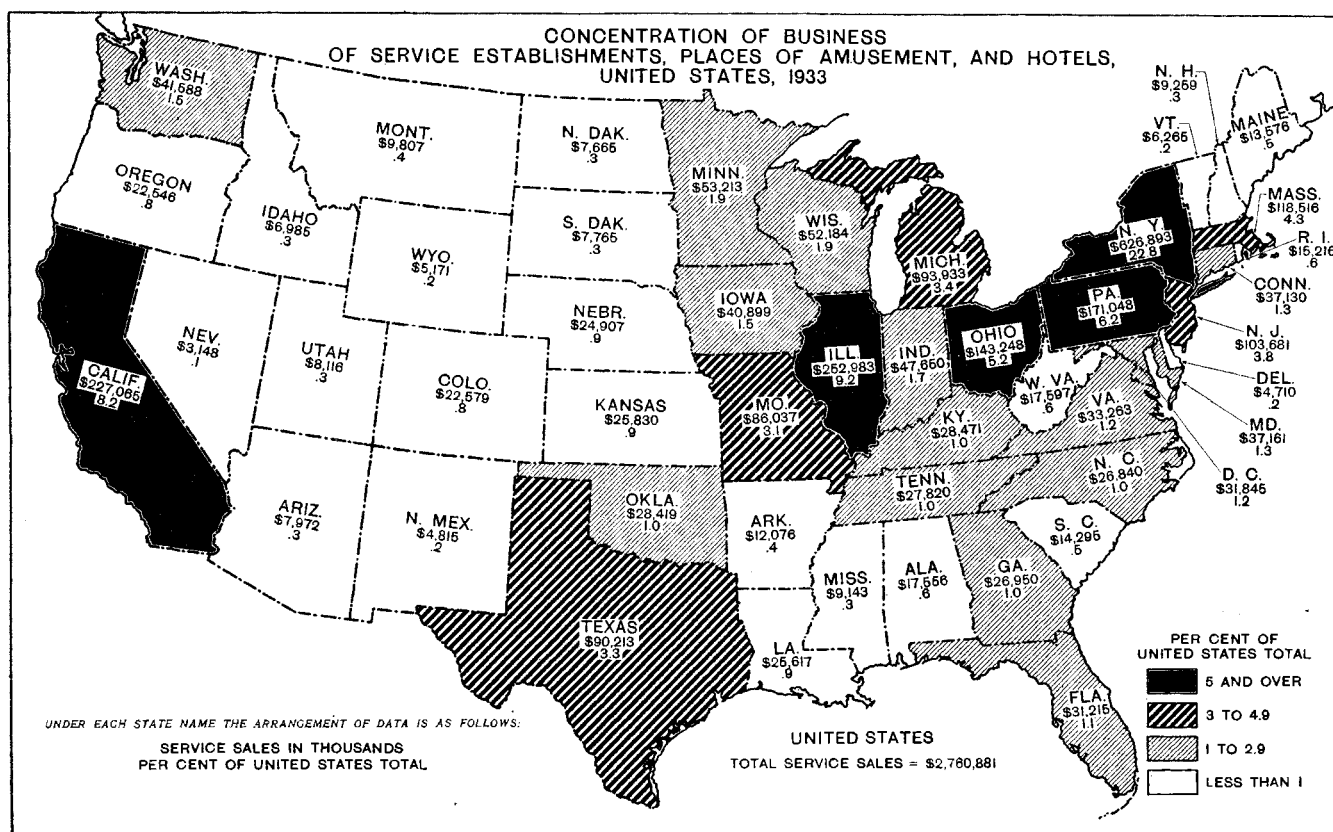 CONCENTRATION OF BUSINESS
OF SERVICE ESTABLISHMENTS, PLACES OF AMUSEMENT, AND HOTELS,
UNITED STATES, 1933
WASH.
$41,588
1.5
OREGON
$22,546
.8
CALIF
$227,065
8.2
IDAHO
$6,985
.3
NEV.
$3,148
.1
MONT.
$9,807
.4
WYO.
$5,171
.2
UTAH
$8,116
.3
COLO.
$22,579
.8
ARIZ.
$7,972
.3
N. MEX.
$4,815
.2
N. DAK.
$7,665
.3
S. DAK.
$7,765
.3
NEBR.
$24,907
.9
KANSAS
$25,830
.9
OKLA
$28,419
1.0
TEXAS
$90,213
3.3
MINN.
$53,213
1.9
IOWA
$40,899
1.5
MO.
$86,037
3.1
ARK.
$12,076
.4
LA.
$25,617
.9
WIS.
$52,184
1.9
ILL.
$252,983
9.2
MICH.
$93,933
3.4
IND.
$47,650
1.7
OHIO
$143,248
5.2
KY.
$28,471
1.0
TENN.
$27,820
1.0
MISS.
$9,143
.3
ALA.
$17,556
.6
GA.
$26,950
1.0
FLA.
$31,215
1.1
S. C.
$14,295
.5
N. C.
$26,840
1.0
VA.
$33,263
1.2
W. VA.
$17,597
.6
PA.
$171,048
6.2
N. Y.
$626,893
22.8
VT.
$6,265
.2
N. H.
$9,259
.3
MAINE
$13,576
.5
MASS.
$118,516
4.3
R. I.
$15,216
.6
CONN.
$37,130
1.3
N. J.
$103,681
3.8
DEL.
$4,710
.2
MD.
$37,161
1.3
D. C.
$31,845
1.2
UNDER EACH STATE NAME THE ARRANGEMENT OF DATA IS AS FOLLOWS:
SERVICE SALES IN THOUSANDS
PER CENT OF UNITED STATES TOTAL
UNITED STATES
TOTAL SERVICE SALES = $2,760,881
PER CENT OF
UNITED STATES TOTAL
5 AND OVER
3 TO 4.9
1 TO 2.9
LESS THAN 1